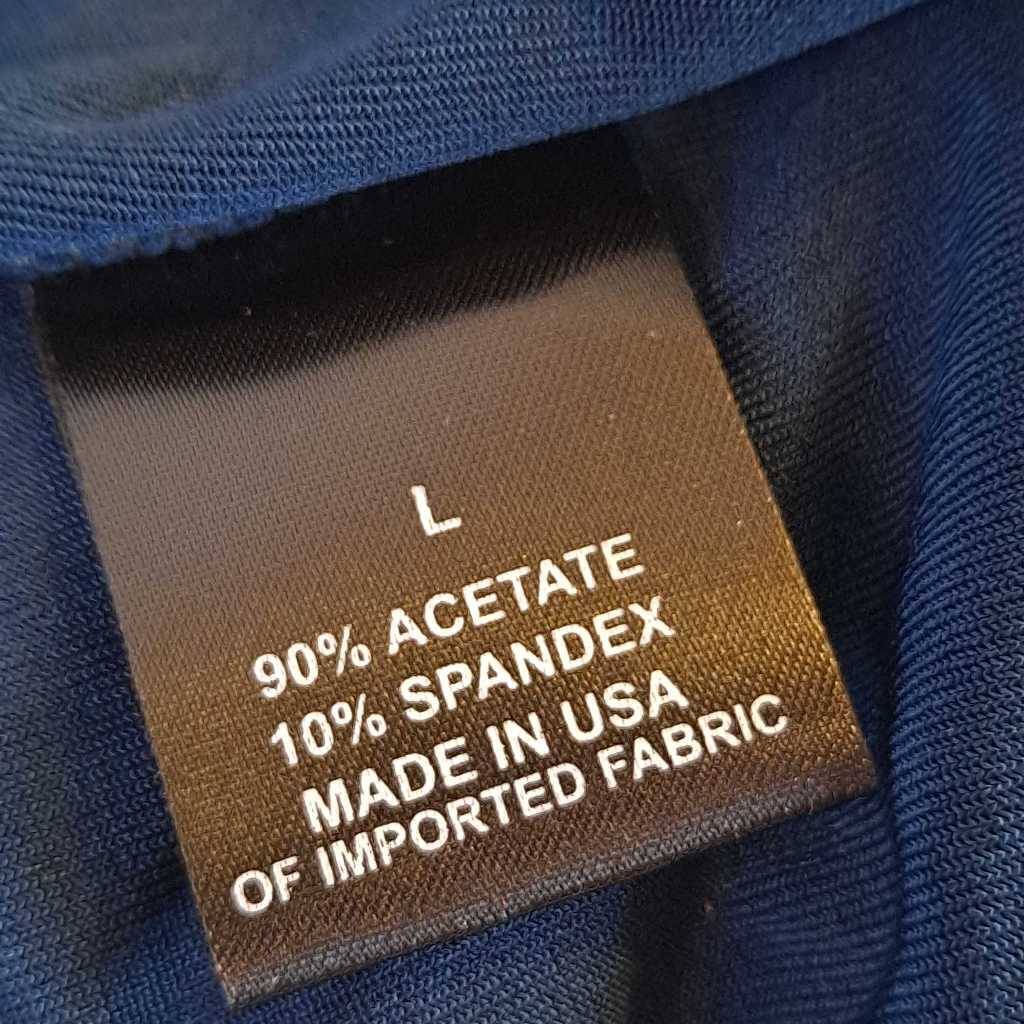 L
90% ACETATE
10% SPANDEX
MADE IN USA
OF IMPORTED FABRIC